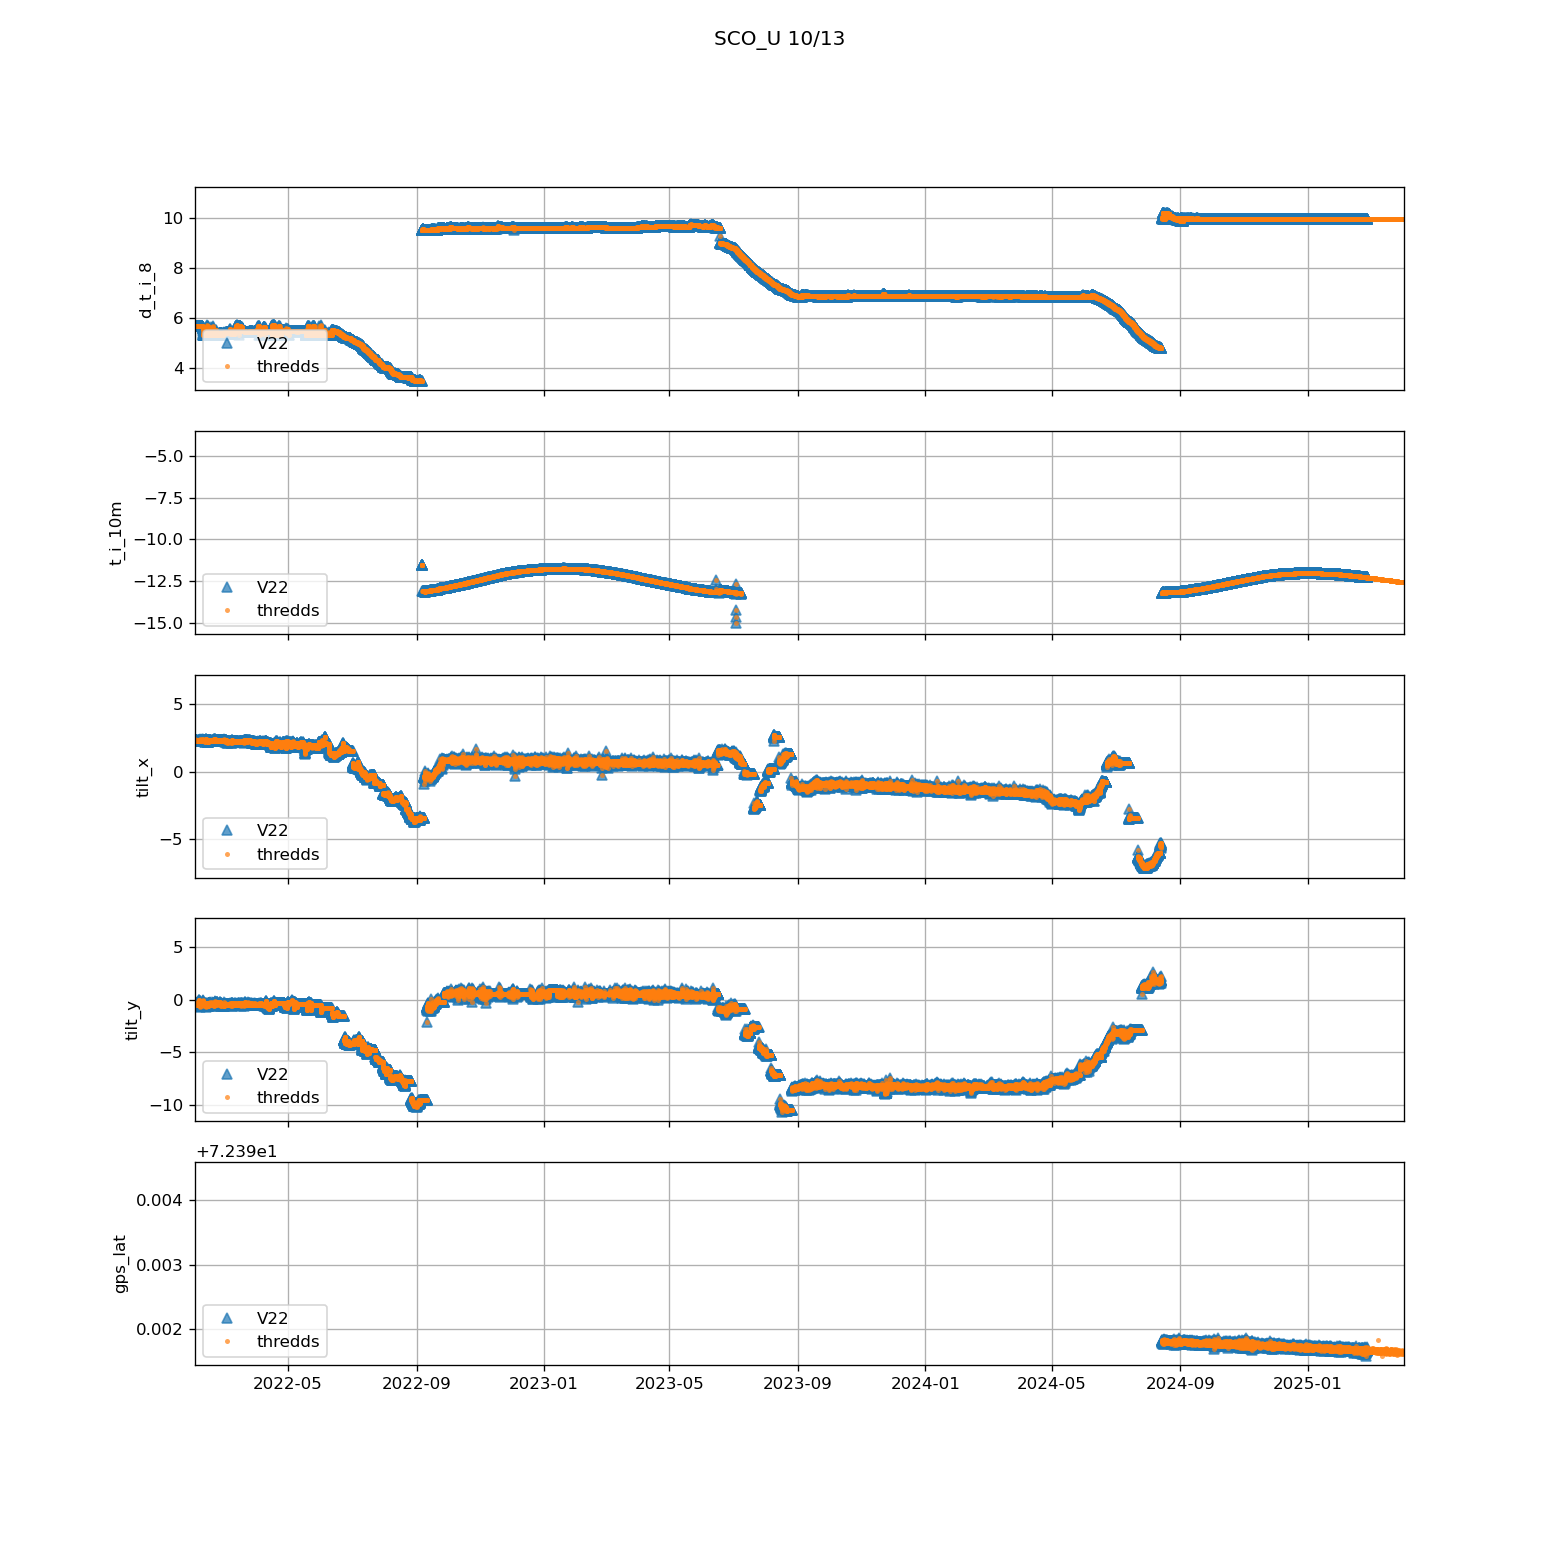 SCO_U 10/13
10
8
6
4
d_t_i_8
V22
thredds
−5.0
−7.5
−10.0
−12.5
−15.0
t_i_10m
V22
thredds
5
0
−5
tilt_x
V22
thredds
5
0
−5
−10
tilt_y
V22
thredds
+7.239e1
0.004
0.003
0.002
gps_lat
V22
thredds
2022-05 2022-09 2023-01 2023-05 2023-09 2024-01 2024-05 2024-09 2025-01